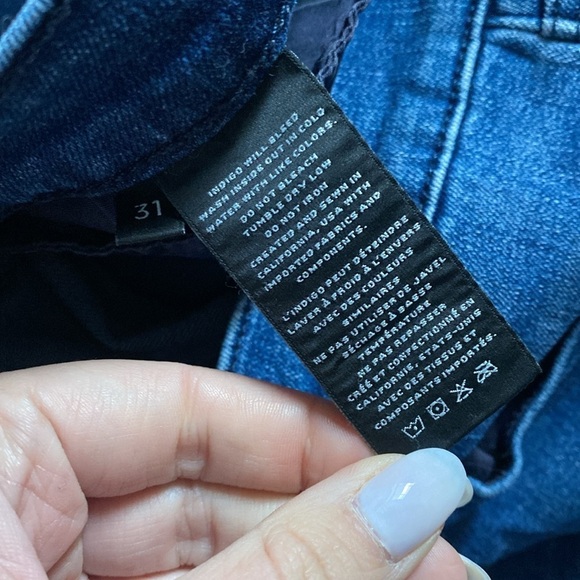 INDIGO WILL BLEED
WASH INSIDE OUT IN COLD
WATER WITH LIKE COLORS.
DO NOT BLEACH
TUMBLE DRY LOW
DO NOT IRON
CREATED AND SEWN IN
CALIFORNIA, USA WITH
IMPORTED FABRICS AND
COMPONENTS.
L'INDIGO PEUT DÉTEINDRE
LAVER À FROID À L'ENVERS
AVEC DES COULEURS
SIMILAIRES
NE PAS UTILISER DE JAVEL
SÉCHAGE À BASSE
TEMPÉRATURE
NE PAS REPASSER
CRÉÉ ET CONFECTIONNÉ EN
CALIFORNIE, ÉTATS-UNIS
AVEC DES TISSUS ET
COMPOSANTS IMPORTÉS.
31